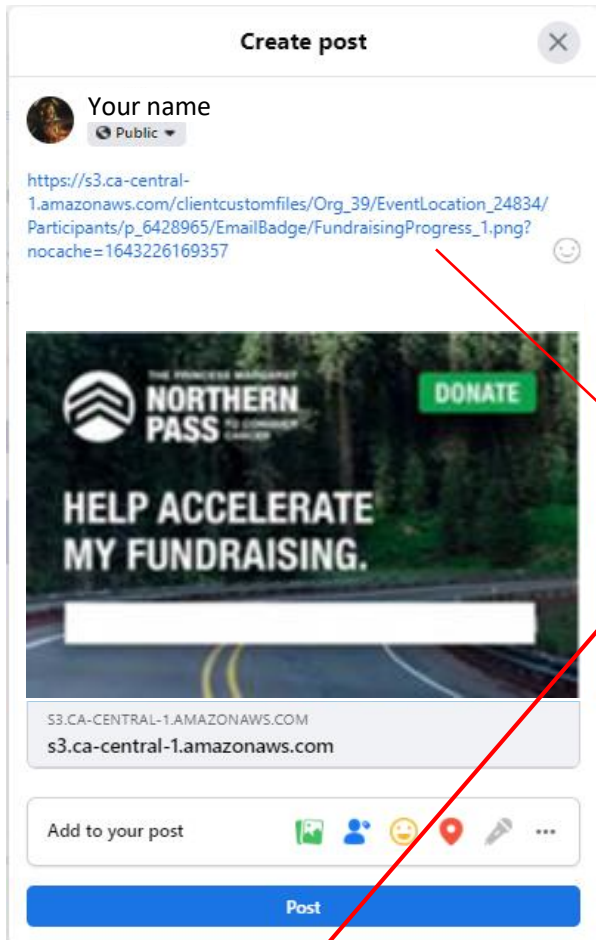 Create post
Your name
Public
https://s3.ca-central-
1.amazonaws.com/clientcustomfiles/Org_39/EventLocation_24834/
Participants/p_6428965/EmailBadge/FundraisingProgress_1.png?
nocache=1643226169357
THE PRINCESS MARGARET
NORTHERN
PASS TO CONQUER
CANCER
DONATE
HELP ACCELERATE
MY FUNDRAISING.
S3.CA-CENTRAL-1.AMAZONAWS.COM
s3.ca-central-1.amazonaws.com
Add to your post
Post